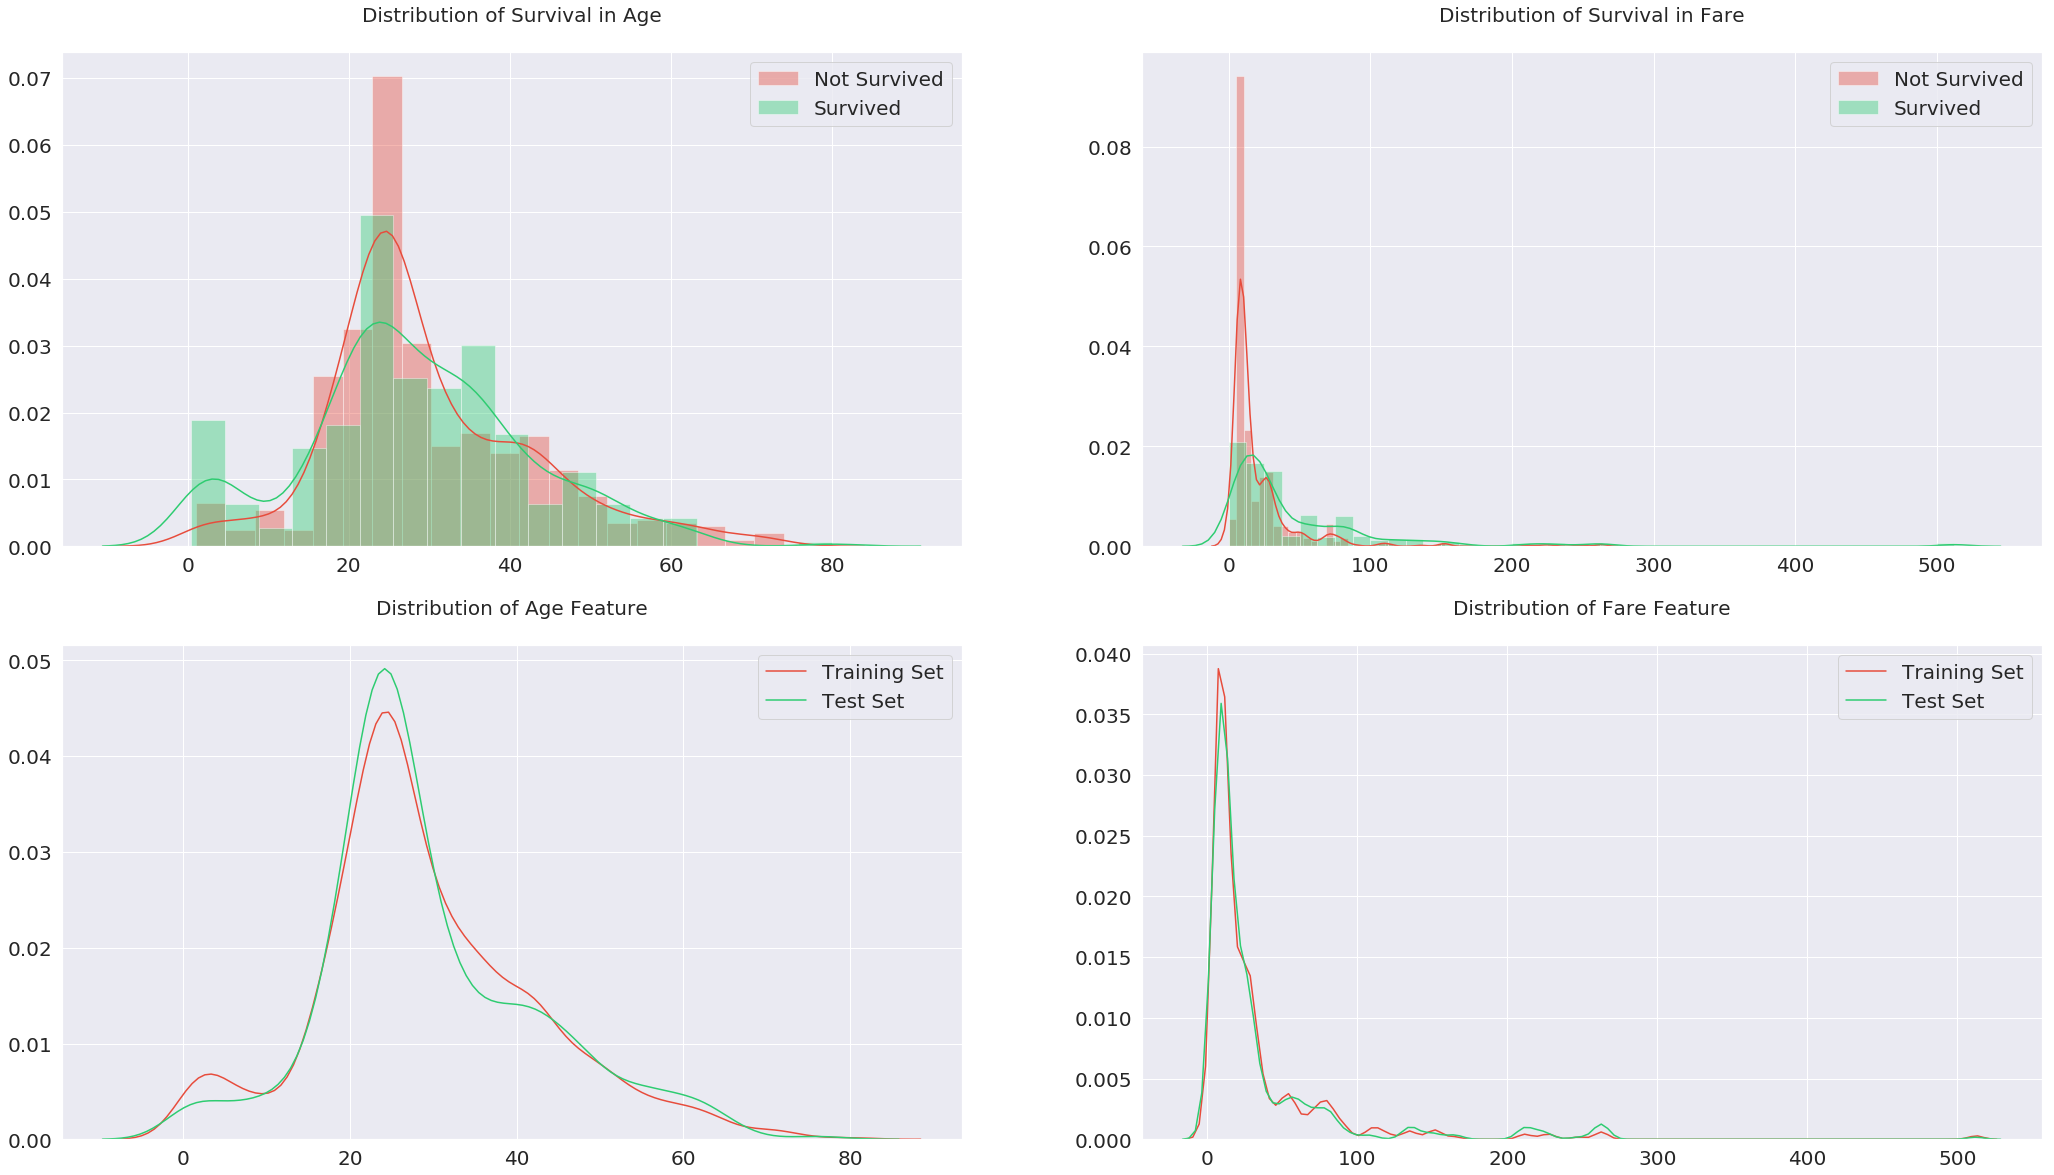 Distribution of Survival in Age
0.07
0.06
0.05
0.04
0.03
0.02
0.01
0.00
0 20 40 60 80
Not Survived
Survived
Distribution of Survival in Fare
0.08
0.06
0.04
0.02
0.00
0 100 200 300 400 500
Not Survived
Survived
Distribution of Age Feature
0.05
0.04
0.03
0.02
0.01
0.00
0 20 40 60 80
Training Set
Test Set
Distribution of Fare Feature
0.040
0.035
0.030
0.025
0.020
0.015
0.010
0.005
0.000
0 100 200 300 400 500
Training Set
Test Set